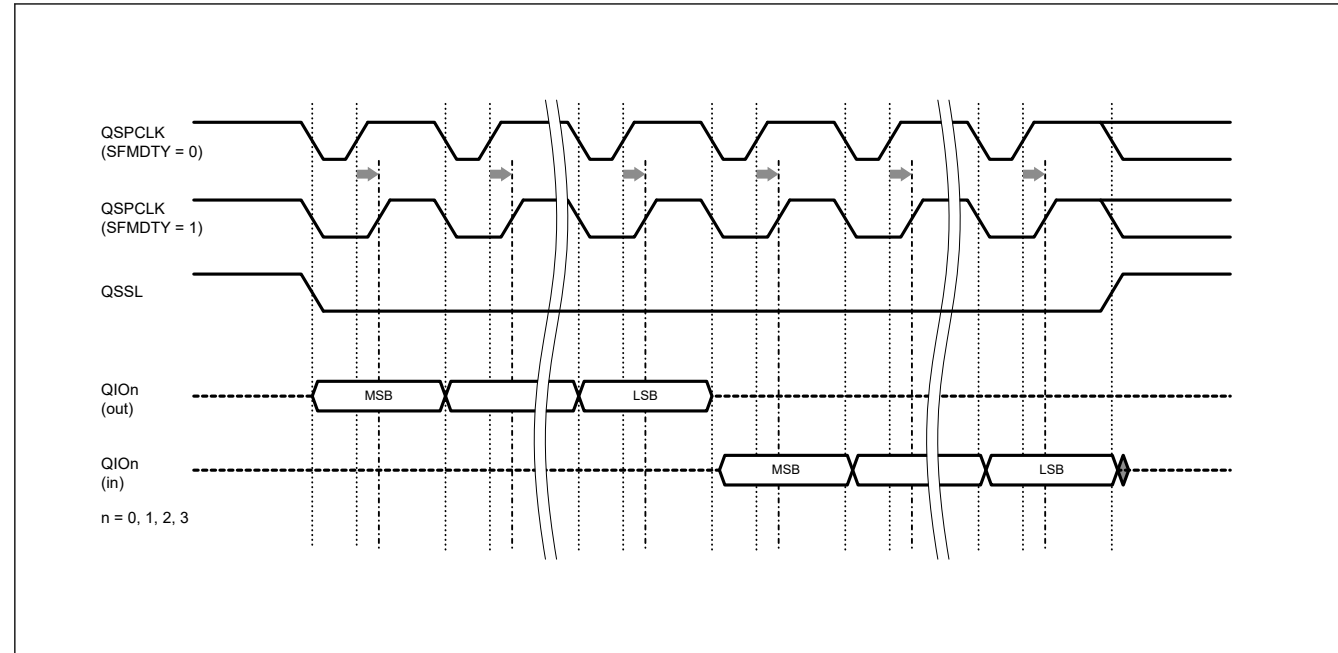 QSPCLK
(SFMDTY = 0)
QSPCLK
(SFMDTY = 1)
QSSL
QIOn
(out)
MSB
LSB
QIOn
(in)
MSB
LSB
n = 0, 1, 2, 3